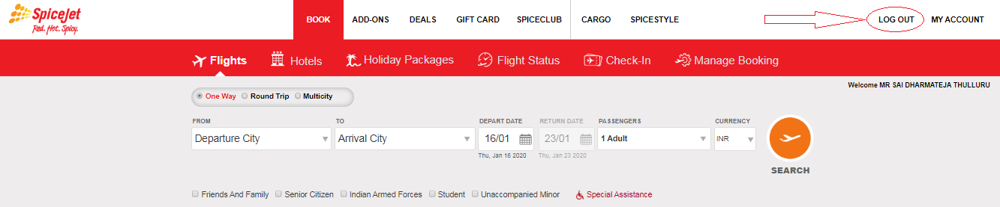 SpiceJet
Red. Hot. Spicy.
BOOK ADD-ONS DEALS GIFT CARD SPICECLUB CARGO SPICESTYLE LOG OUT MY ACCOUNT
Flights Hotels Holiday Packages Flight Status Check-In Manage Booking
Welcome MR SAI DHARMATEJA THULLURU
One Way Round Trip Multicity
FROM TO DEPART DATE RETURN DATE PASSENGERS CURRENCY
Departure City Arrival City 16/01 23/01 1 Adult INR
Thu, Jan 16 2020 Thu, Jan 23 2020
SEARCH
Friends And Family Senior Citizen Indian Armed Forces Student Unaccompanied Minor Special Assistance